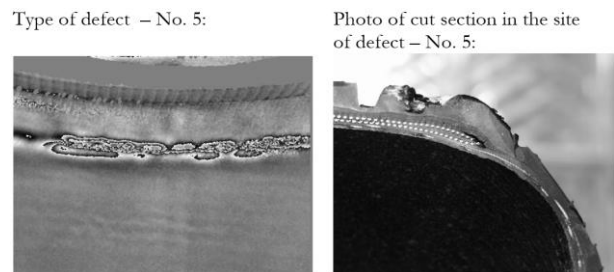 Type of defect – No. 5:
Photo of cut section in the site
of defect – No. 5: